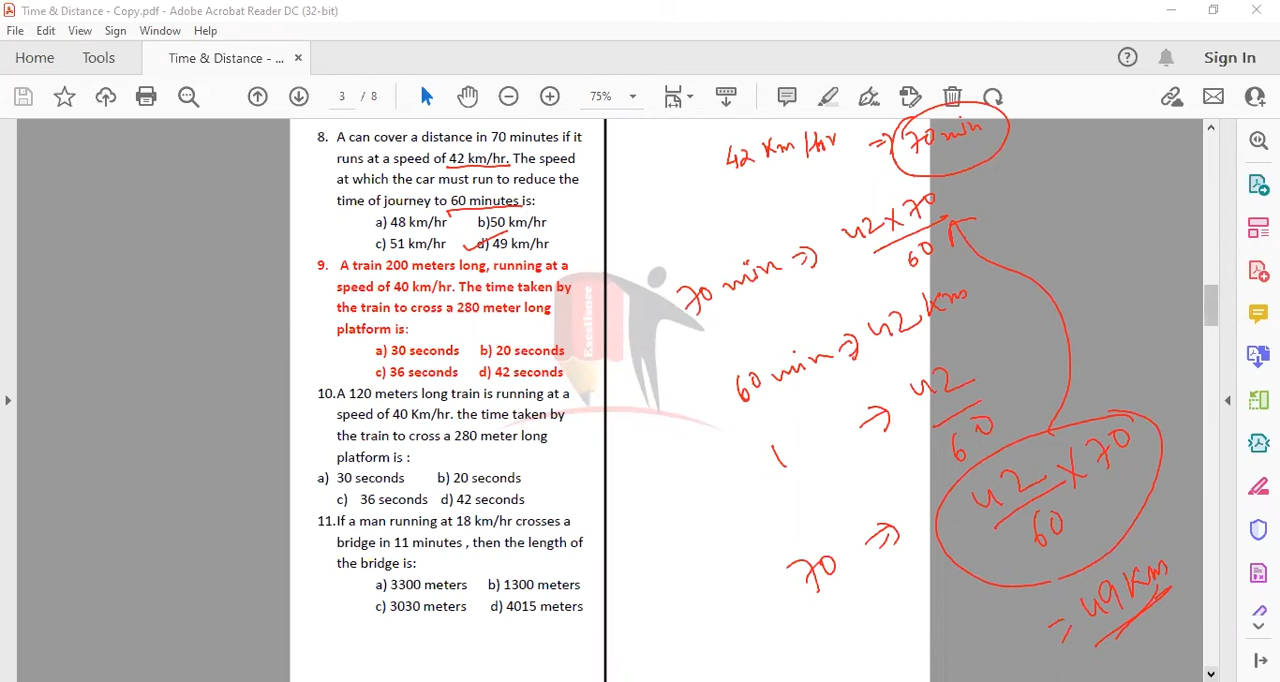 Time & Distance - Copy.pdf - Adobe Acrobat Reader DC (32-bit)
File Edit View Sign Window Help
Home Tools Time & Distance - ... × Sign In
3 / 8 75%
8. A can cover a distance in 70 minutes if it
runs at a speed of 42 km/hr. The speed
at which the car must run to reduce the
time of journey to 60 minutes is:
a) 48 km/hr b)50 km/hr
c) 51 km/hr d) 49 km/hr
9. A train 200 meters long, running at a
speed of 40 km/hr. The time taken by
the train to cross a 280 meter long
platform is:
a) 30 seconds b) 20 seconds
c) 36 seconds d) 42 seconds
10.A 120 meters long train is running at a
speed of 40 Km/hr. the time taken by
the train to cross a 280 meter long
platform is :
a) 30 seconds b) 20 seconds
c) 36 seconds d) 42 seconds
11.If a man running at 18 km/hr crosses a
bridge in 11 minutes , then the length of
the bridge is:
a) 3300 meters b) 1300 meters
c) 3030 meters d) 4015 meters
Excellence
42 Km/hr ⇒ 70 min
70 min ⇒ 42 × 70
60
60 min ⇒ 42 Km
1 ⇒ 42
60
70 ⇒ 42 × 70
60
= 49 Km